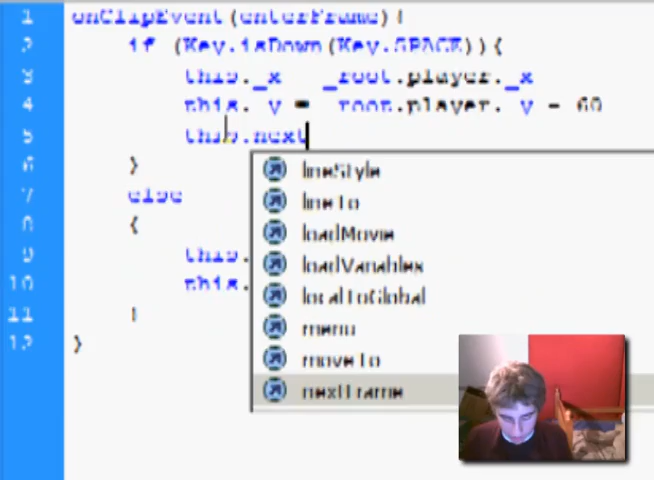 1 onClipEvent(enterFrame){
2 if (Key.isDown(Key.SPACE)){
3 this._x _root.player._x
4 this._y = _root.player._y - 60
5 this.next
6 }
7 else
8 {
9 this.
10 this.
11 }
12 }
lineStyle
lineTo
loadMovie
loadVariables
localToGlobal
menu
moveTo
nextFrame